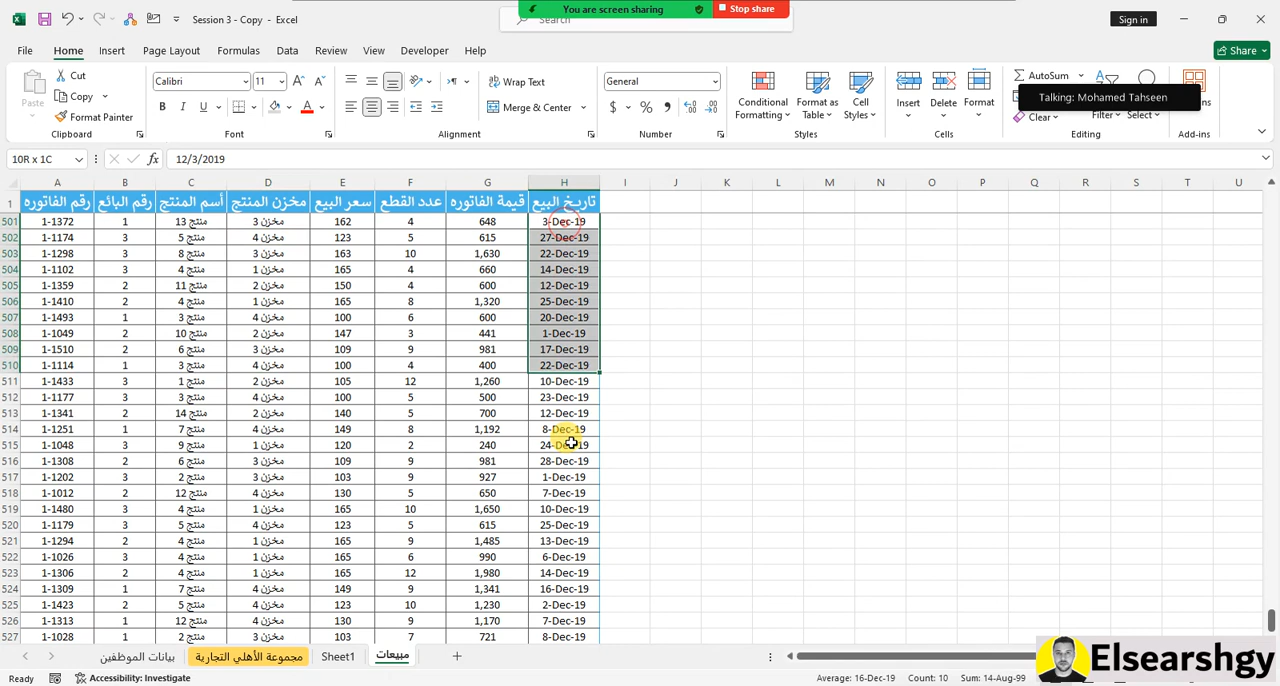 You are screen sharing
Stop share
Session 3 - Copy - Excel
Search
Sign in
File Home Insert Page Layout Formulas Data Review View Developer Help
Share
Paste
Cut
Copy
Format Painter
Clipboard
Calibri 11
B I U
Font
Wrap Text
Merge & Center
Alignment
General
$ %
Number
Conditional Formatting
Format as Table
Cell Styles
Styles
Insert Delete Format
Cells
AutoSum
Clear
Filter Select
Editing
Add-ins
Talking: Mohamed Tahseen
10R x 1C
fx 12/3/2019
A B C D E F G H I J K L M N O P Q R S T U
1 رقم الفاتوره رقم البائع أسم المنتج مخزن المنتج سعر البيع عدد القطع قيمة الفاتوره تاريخ البيع
501 1-1372 1 منتج 13 مخزن 3 162 4 648 3-Dec-19
502 1-1174 3 منتج 5 مخزن 4 123 5 615 27-Dec-19
503 1-1298 3 منتج 8 مخزن 3 163 10 1,630 22-Dec-19
504 1-1102 3 منتج 4 مخزن 1 165 4 660 14-Dec-19
505 1-1359 2 منتج 11 مخزن 2 150 4 600 12-Dec-19
506 1-1410 2 منتج 4 مخزن 1 165 8 1,320 25-Dec-19
507 1-1493 1 منتج 3 مخزن 4 100 6 600 20-Dec-19
508 1-1049 2 منتج 10 مخزن 2 147 3 441 1-Dec-19
509 1-1510 2 منتج 6 مخزن 3 109 9 981 17-Dec-19
510 1-1114 1 منتج 3 مخزن 4 100 4 400 22-Dec-19
511 1-1433 3 منتج 1 مخزن 2 105 12 1,260 10-Dec-19
512 1-1177 3 منتج 3 مخزن 4 100 5 500 23-Dec-19
513 1-1341 2 منتج 14 مخزن 2 140 5 700 12-Dec-19
514 1-1251 1 منتج 7 مخزن 4 149 8 1,192 8-Dec-19
515 1-1048 3 منتج 9 مخزن 1 120 2 240 24-Dec-19
516 1-1308 2 منتج 6 مخزن 3 109 9 981 28-Dec-19
517 1-1202 3 منتج 2 مخزن 3 103 9 927 1-Dec-19
518 1-1012 2 منتج 12 مخزن 4 130 5 650 7-Dec-19
519 1-1480 3 منتج 4 مخزن 1 165 10 1,650 10-Dec-19
520 1-1179 3 منتج 5 مخزن 4 123 5 615 25-Dec-19
521 1-1294 2 منتج 4 مخزن 1 165 9 1,485 13-Dec-19
522 1-1026 3 منتج 4 مخزن 1 165 6 990 6-Dec-19
523 1-1306 2 منتج 4 مخزن 1 165 12 1,980 14-Dec-19
524 1-1309 1 منتج 7 مخزن 4 149 9 1,341 16-Dec-19
525 1-1423 2 منتج 5 مخزن 4 123 10 1,230 2-Dec-19
526 1-1313 1 منتج 12 مخزن 4 130 9 1,170 7-Dec-19
527 1-1028 1 منتج 2 مخزن 3 103 7 721 8-Dec-19
بيانات الموظفين مجموعة الأهلي التجارية Sheet1 مبيعات
Elsearshgy
Ready
Accessibility: Investigate
Average: 16-Dec-19 Count: 10 Sum: 14-Aug-99